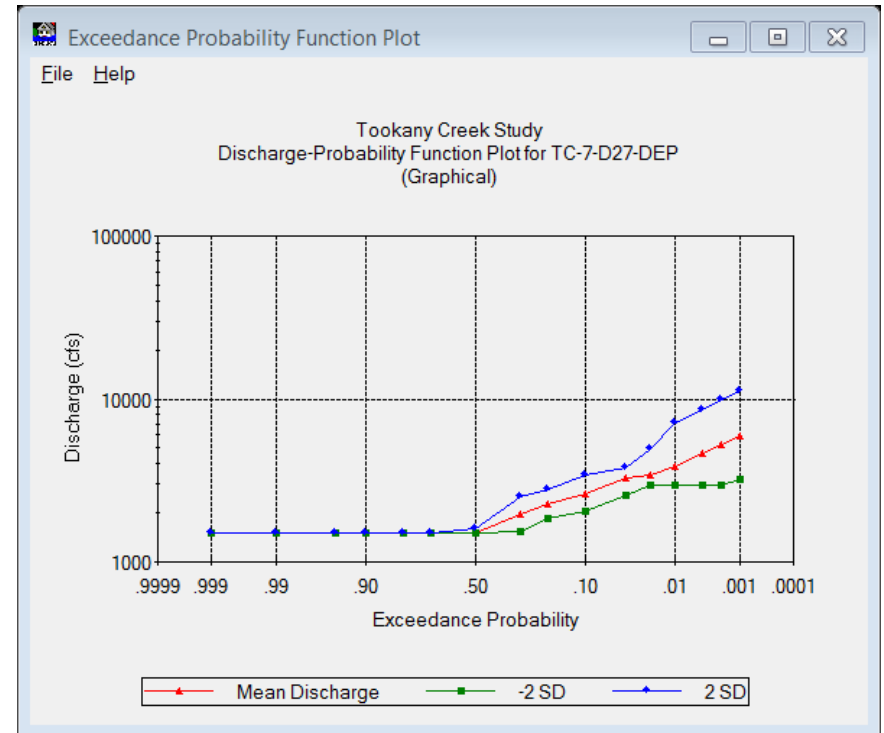 Exceedance Probability Function Plot
File Help
Tookany Creek Study
Discharge-Probability Function Plot for TC-7-D27-DEP
(Graphical)
100000
10000
1000
Discharge (cfs)
.9999 .999 .99 .90 .50 .10 .01 .001 .0001
Exceedance Probability
Mean Discharge -2 SD 2 SD